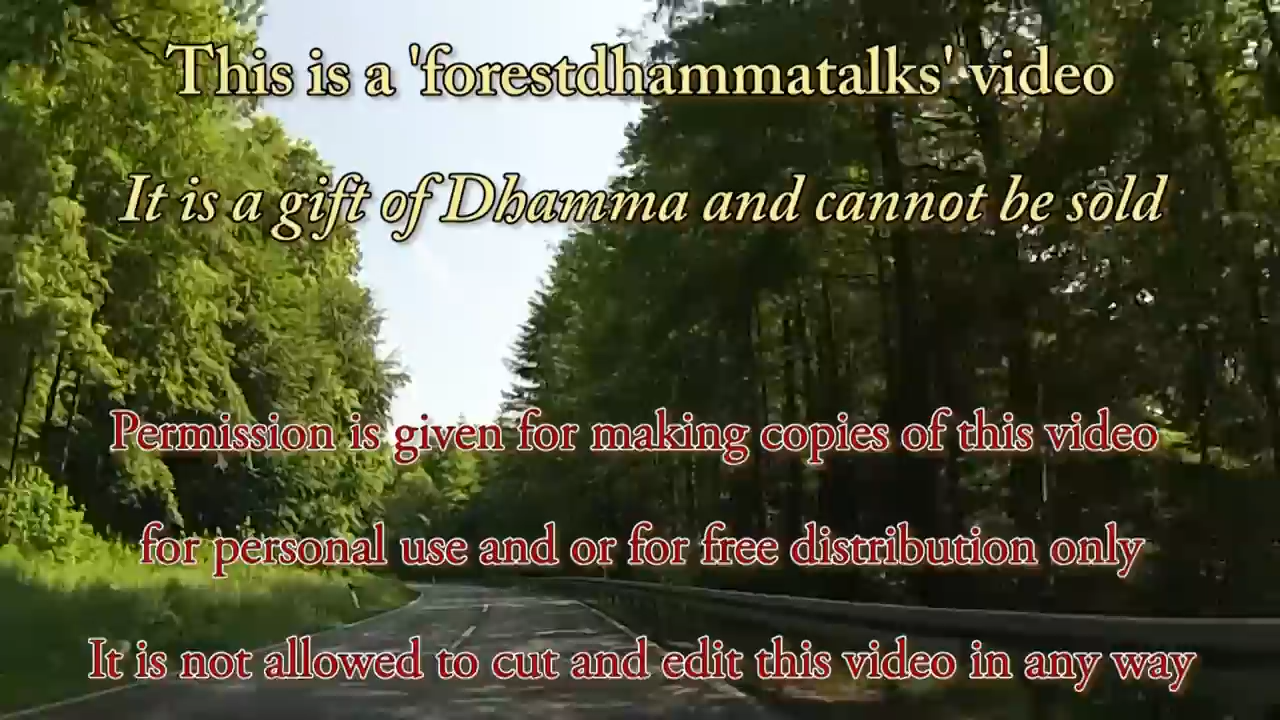 This is a 'forestdhammatalks' video
It is a gift of Dhamma and cannot be sold
Permission is given for making copies of this video
for personal use and or for free distribution only
It is not allowed to cut and edit this video in any way